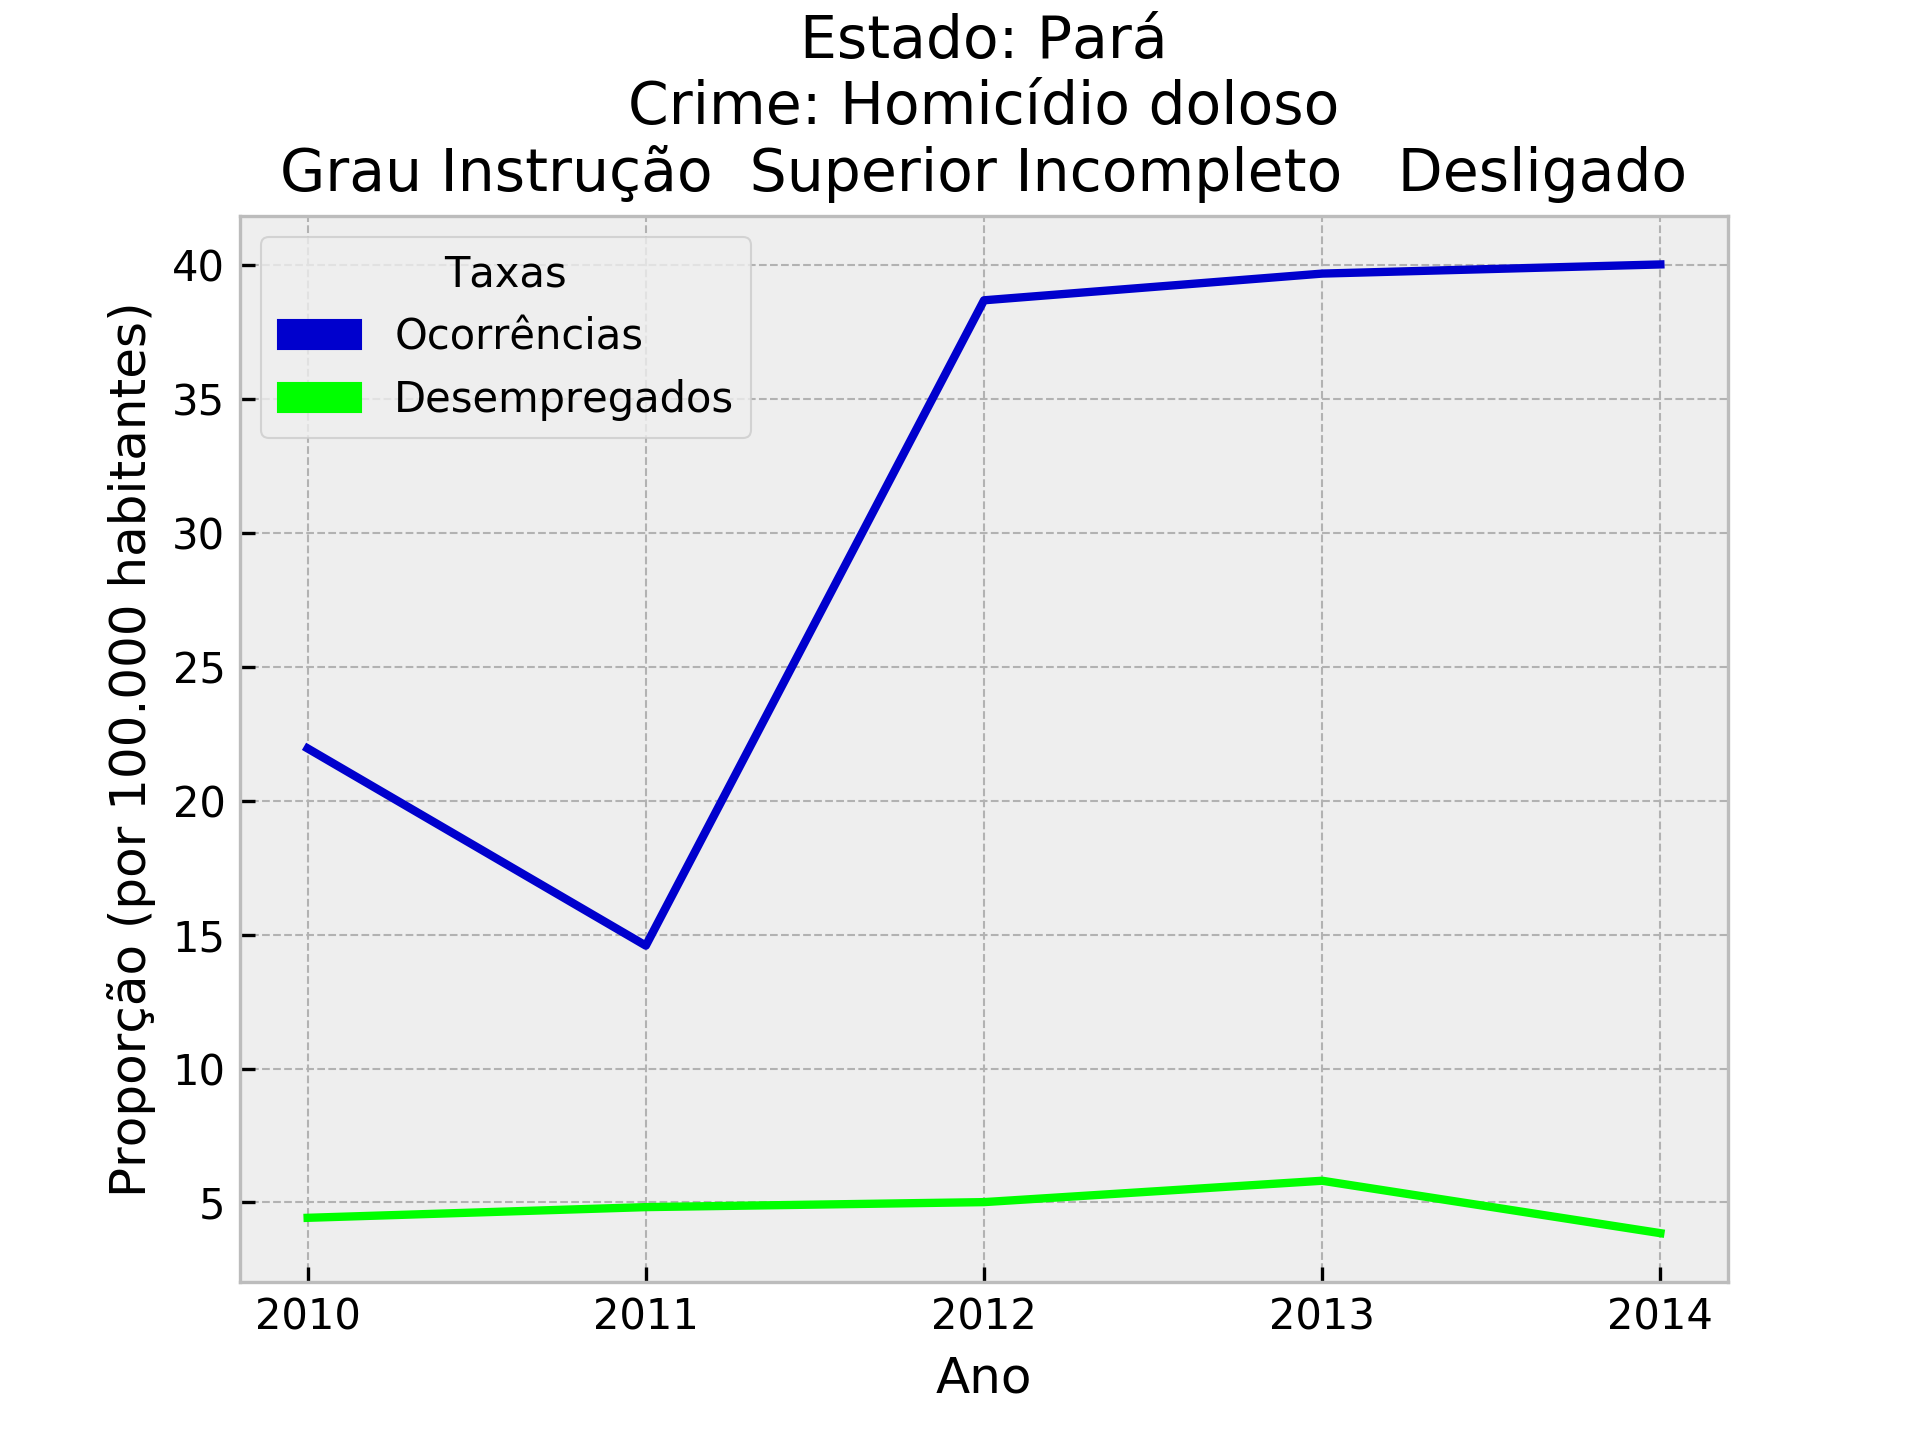 Estado: Pará
Crime: Homicídio doloso
Grau Instrução  Superior Incompleto   Desligado
Taxas
Ocorrências
Desempregados
Proporção (por 100.000 habitantes)
40
35
30
25
20
15
10
5
2010 2011 2012 2013 2014
Ano